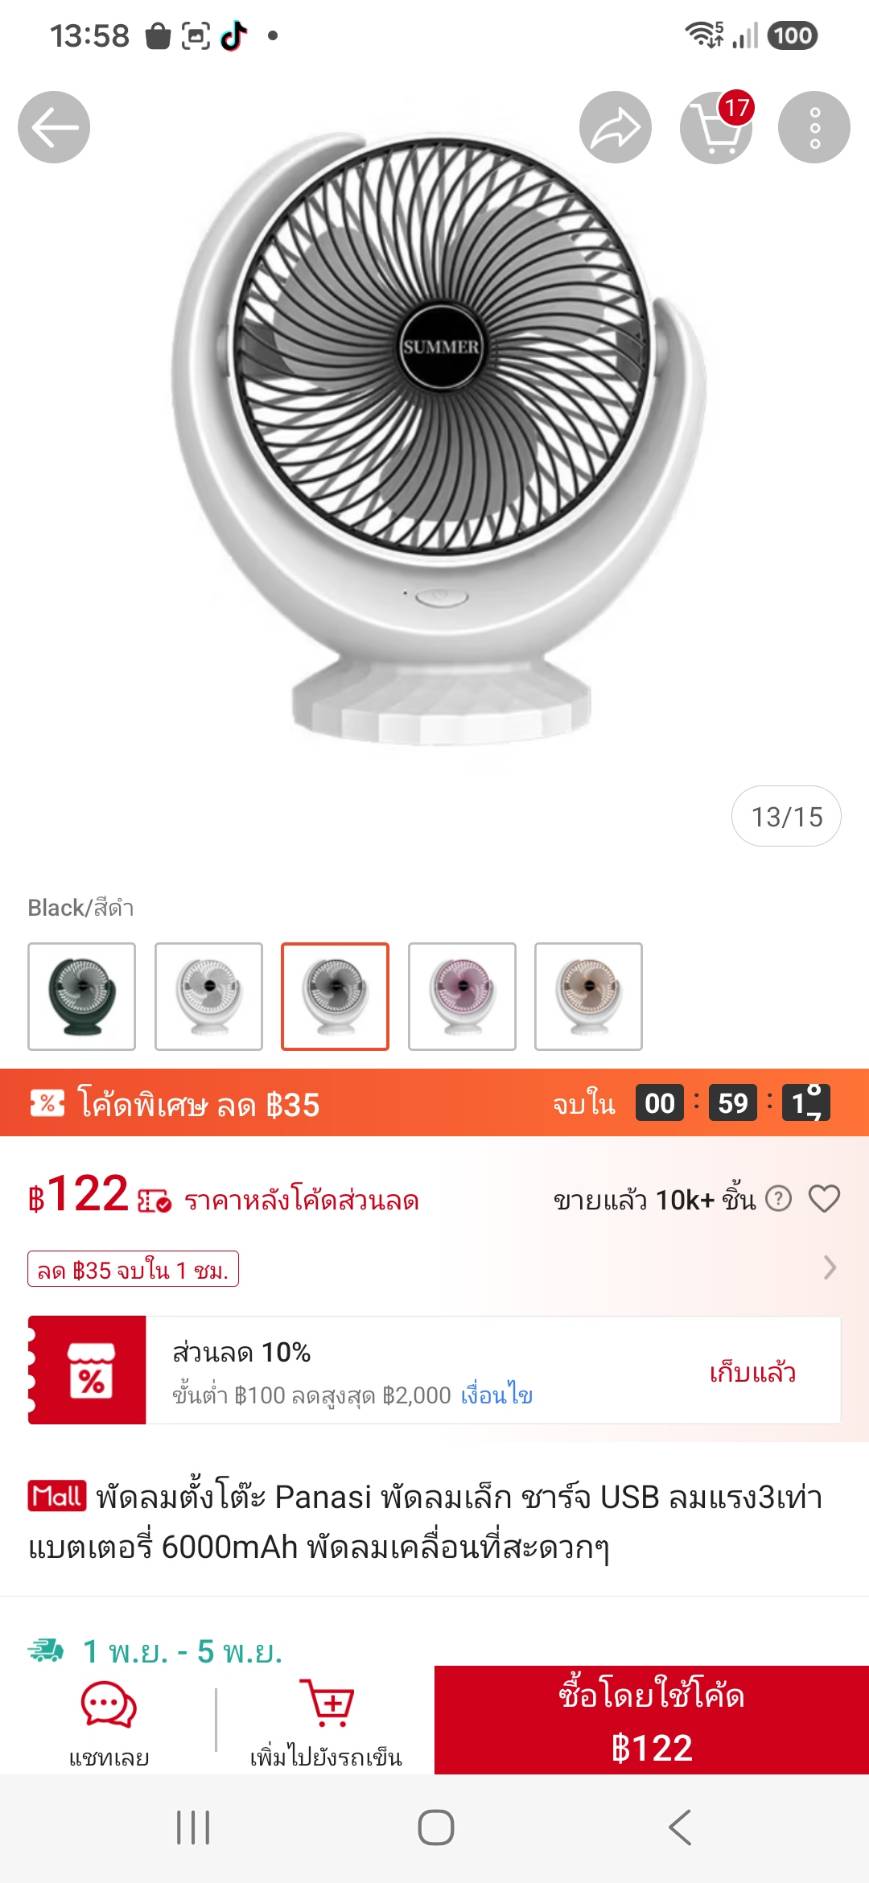 13:58
5
100
17
SUMMER
13/15
Black/สีดำ
% โค้ดพิเศษ ลด ฿35 จบใน 00 : 59 :
฿122 ราคาหลังโค้ดส่วนลด ขายแล้ว 10k+ ชิ้น ?
ลด ฿35 จบใน 1 ชม.
ส่วนลด 10%
% ขั้นต่ำ ฿100 ลดสูงสุด ฿2,000 เงื่อนไข เก็บแล้ว
Mall พัดลมตั้งโต๊ะ Panasi พัดลมเล็ก ชาร์จ USB ลมแรง3เท่า
แบตเตอรี่ 6000mAh พัดลมเคลื่อนที่สะดวกๆ
1 พ.ย. - 5 พ.ย.
แชทเลย
เพิ่มไปยังรถเข็น
ซื้อโดยใช้โค้ด
฿122